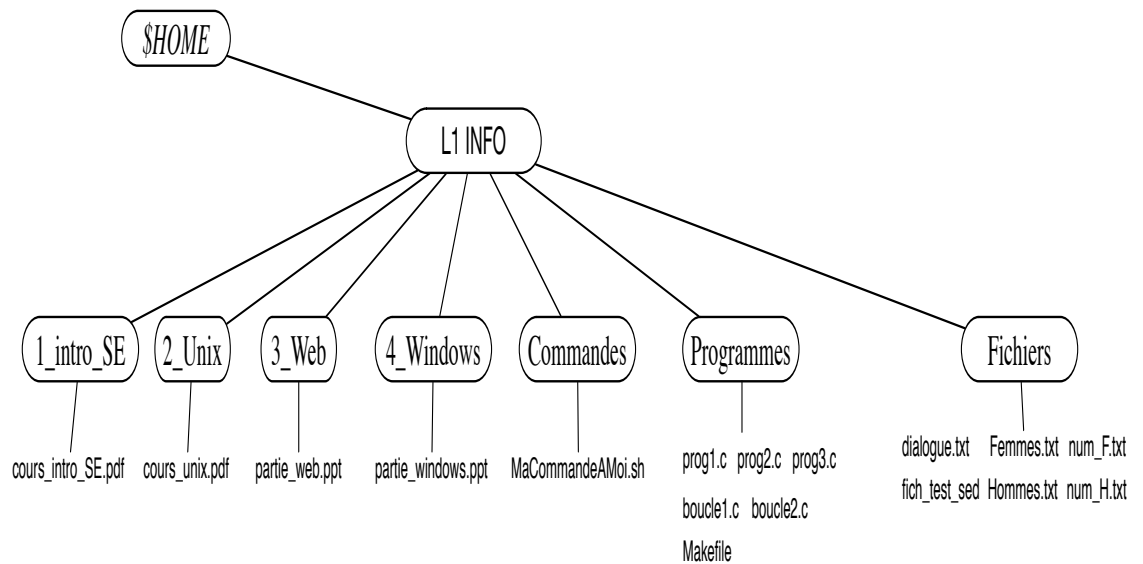 $HOME
L1 INFO
1_intro_SE 2_Unix 3_Web 4_Windows Commandes Programmes Fichiers
cours_intro_SE.pdf cours_unix.pdf partie_web.ppt partie_windows.ppt MaCommandeAMoi.sh
prog1.c prog2.c prog3.c
boucle1.c boucle2.c
Makefile
dialogue.txt Femmes.txt num_F.txt
fich_test_sed Hommes.txt num_H.txt